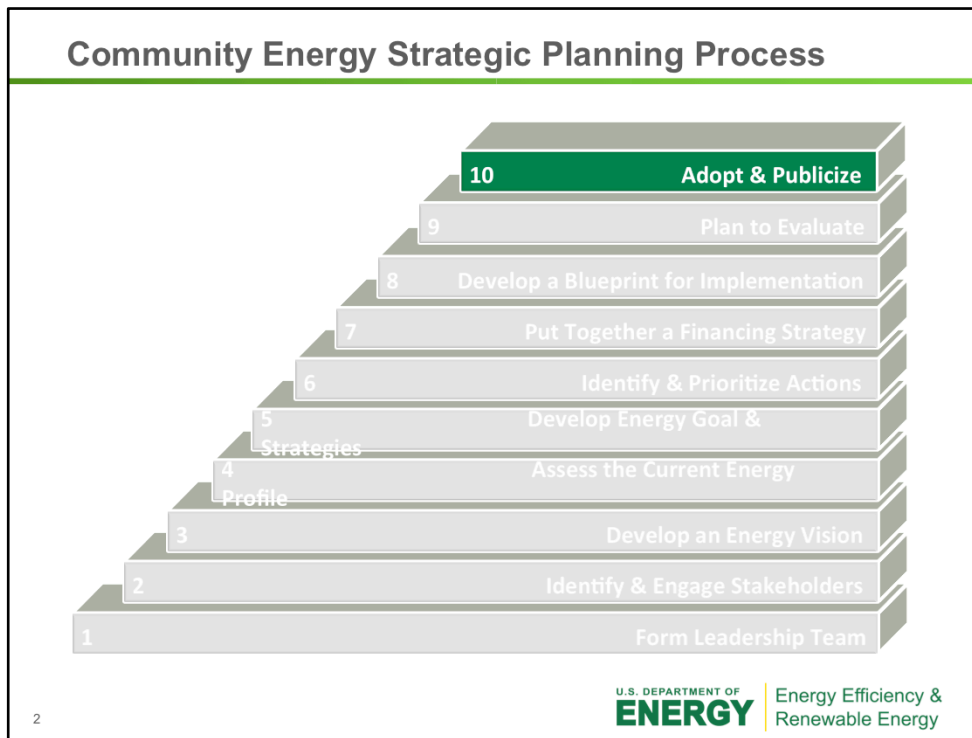 Community Energy Strategic Planning Process
10 Adopt & Publicize
9 Plan to Evaluate
8 Develop a Blueprint for Implementation
7 Put Together a Financing Strategy
6 Identify & Prioritize Actions
5 Develop Energy Goal &
Strategies
4 Assess the Current Energy
Profile
3 Develop an Energy Vision
2 Identify & Engage Stakeholders
1 Form Leadership Team
2
U.S. DEPARTMENT OF
ENERGY
Energy Efficiency &
Renewable Energy